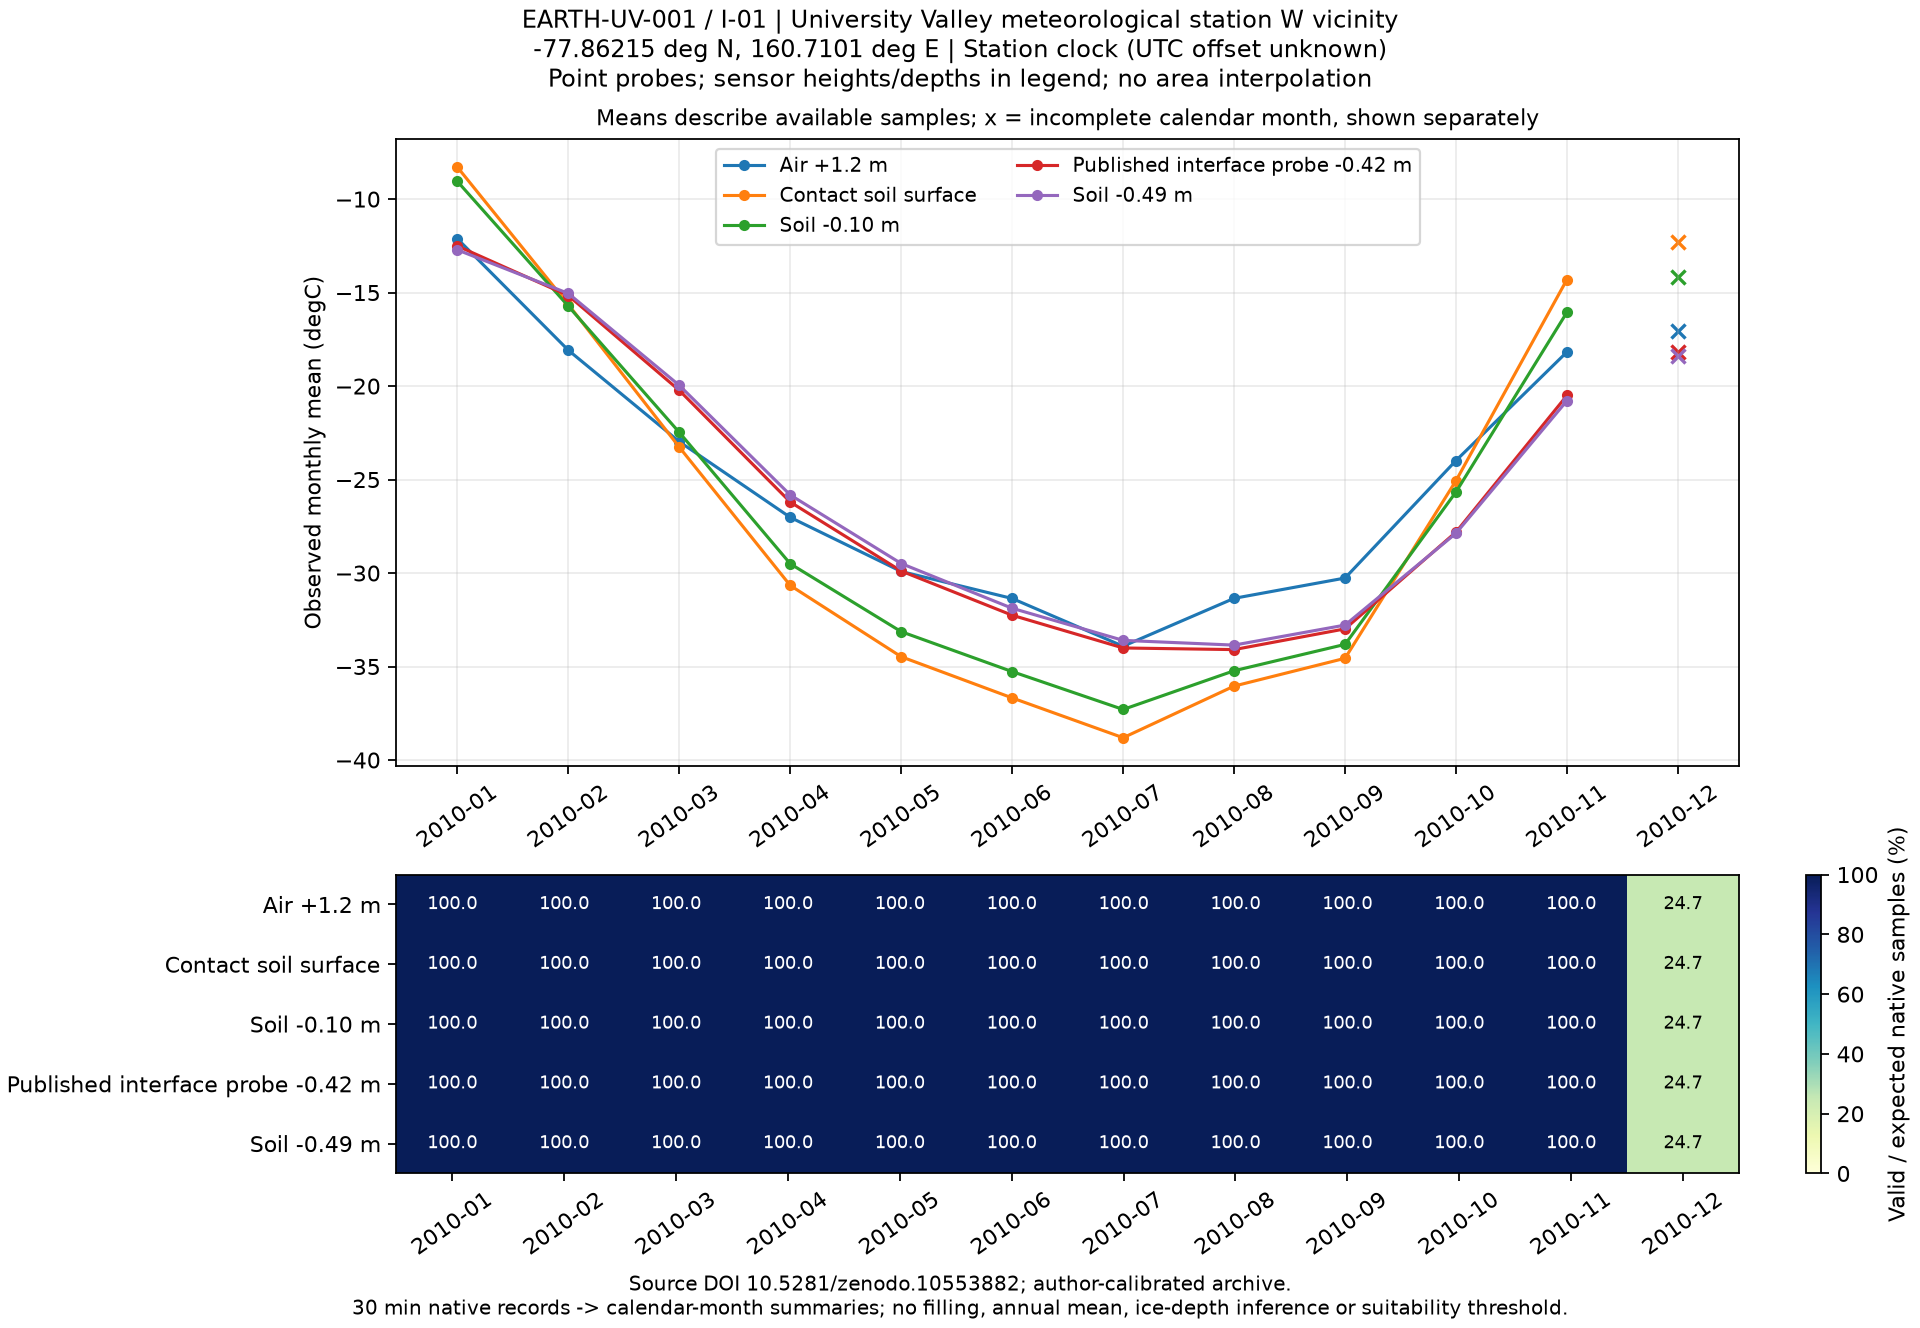 EARTH-UV-001 / I-01 | University Valley meteorological station W vicinity
-77.86215 deg N, 160.7101 deg E | Station clock (UTC offset unknown)
Point probes; sensor heights/depths in legend; no area interpolation
Means describe available samples; x = incomplete calendar month, shown separately
Air +1.2 m
Contact soil surface
Soil -0.10 m
Published interface probe -0.42 m
Soil -0.49 m
Observed monthly mean (degC)
−10
−15
−20
−25
−30
−35
−40
2010-01
2010-02
2010-03
2010-04
2010-05
2010-06
2010-07
2010-08
2010-09
2010-10
2010-11
2010-12
Air +1.2 m 100.0 100.0 100.0 100.0 100.0 100.0 100.0 100.0 100.0 100.0 100.0 24.7
Contact soil surface 100.0 100.0 100.0 100.0 100.0 100.0 100.0 100.0 100.0 100.0 100.0 24.7
Soil -0.10 m 100.0 100.0 100.0 100.0 100.0 100.0 100.0 100.0 100.0 100.0 100.0 24.7
Published interface probe -0.42 m 100.0 100.0 100.0 100.0 100.0 100.0 100.0 100.0 100.0 100.0 100.0 24.7
Soil -0.49 m 100.0 100.0 100.0 100.0 100.0 100.0 100.0 100.0 100.0 100.0 100.0 24.7
2010-01
2010-02
2010-03
2010-04
2010-05
2010-06
2010-07
2010-08
2010-09
2010-10
2010-11
2010-12
100
80
60
40
20
0
Valid / expected native samples (%)
Source DOI 10.5281/zenodo.10553882; author-calibrated archive.
30 min native records -> calendar-month summaries; no filling, annual mean, ice-depth inference or suitability threshold.